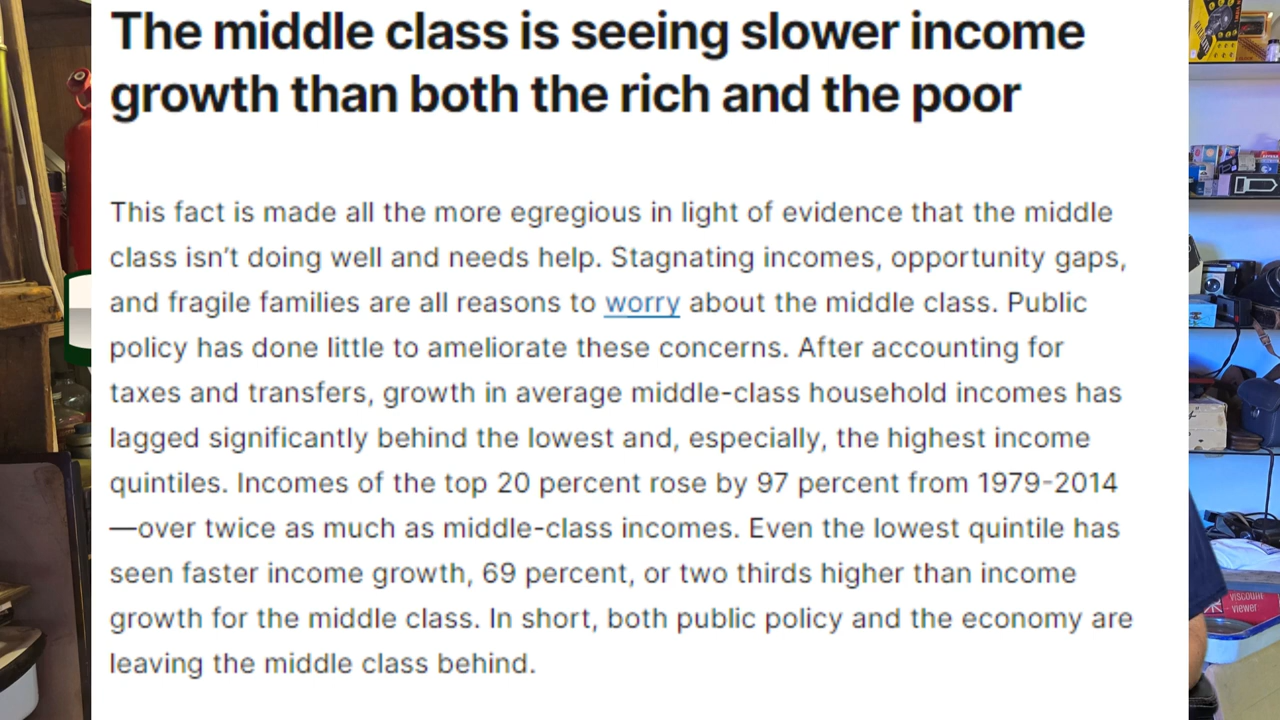 The middle class is seeing slower income
growth than both the rich and the poor
This fact is made all the more egregious in light of evidence that the middle
class isn’t doing well and needs help. Stagnating incomes, opportunity gaps,
and fragile families are all reasons to worry about the middle class. Public
policy has done little to ameliorate these concerns. After accounting for
taxes and transfers, growth in average middle-class household incomes has
lagged significantly behind the lowest and, especially, the highest income
quintiles. Incomes of the top 20 percent rose by 97 percent from 1979-2014
—over twice as much as middle-class incomes. Even the lowest quintile has
seen faster income growth, 69 percent, or two thirds higher than income
growth for the middle class. In short, both public policy and the economy are
leaving the middle class behind.
viscount
-viewer